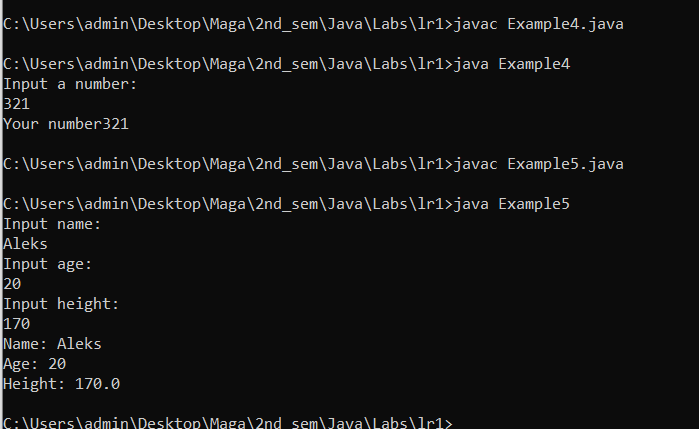 C:\Users\admin\Desktop\Maga\2nd_sem\Java\Labs\lr1>javac Example4.java
C:\Users\admin\Desktop\Maga\2nd_sem\Java\Labs\lr1>java Example4
Input a number:
321
Your number321
C:\Users\admin\Desktop\Maga\2nd_sem\Java\Labs\lr1>javac Example5.java
C:\Users\admin\Desktop\Maga\2nd_sem\Java\Labs\lr1>java Example5
Input name:
Aleks
Input age:
20
Input height:
170
Name: Aleks
Age: 20
Height: 170.0
C:\Users\admin\Desktop\Maga\2nd_sem\Java\Labs\lr1>